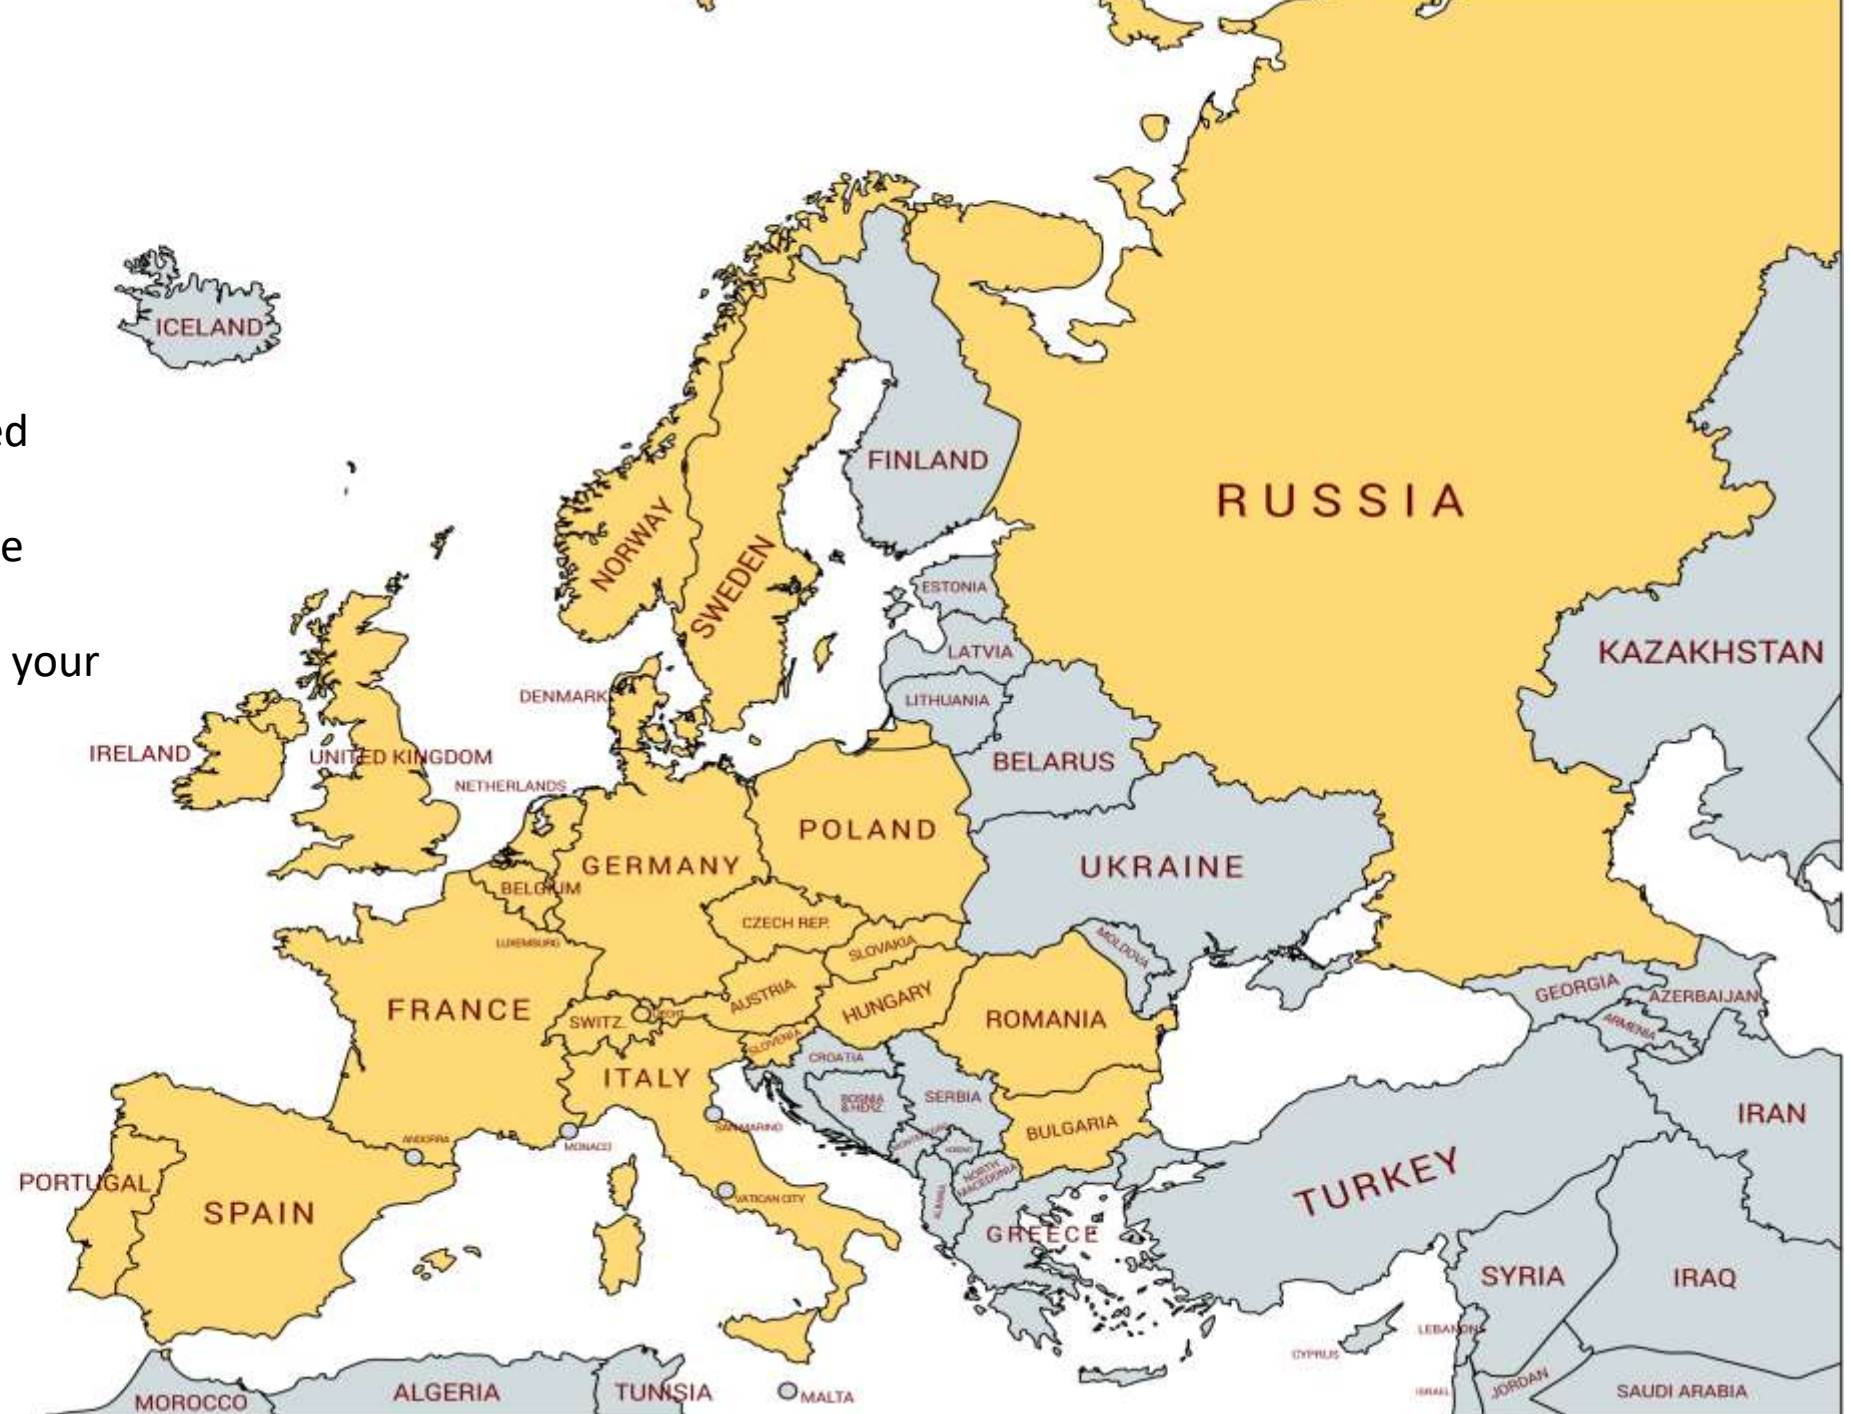 ICELAND
ed
FINLAND
RUSSIA
e
NORWAY
SWEDEN
ESTONIA
your
LATVIA
KAZAKHSTAN
DENMARK
LITHUANIA
IRELAND
UNITED KINGDOM
BELARUS
NETHERLANDS
POLAND
GERMANY
UKRAINE
BELGIUM
CZECH REP.
LUXEMBURG
SLOVAKIA
MOLDOVA
FRANCE
AUSTRIA
HUNGARY
GEORGIA
AZERBAIJAN
SWITZ.
ROMANIA
ARMENIA
SLOVENIA
CROATIA
ITALY
BOSNIA
& HERZ.
SERBIA
IRAN
SAN MARINO
BULGARIA
ANDORRA
MONACO
MONTENEGRO
NORTH
MACEDONIA
PORTUGAL
SPAIN
VATICAN CITY
ALBANIA
TURKEY
GREECE
SYRIA
IRAQ
LEBANON
CYPRUS
MOROCCO
ALGERIA
TUNISIA
MALTA
ISRAEL
JORDAN
SAUDI ARABIA